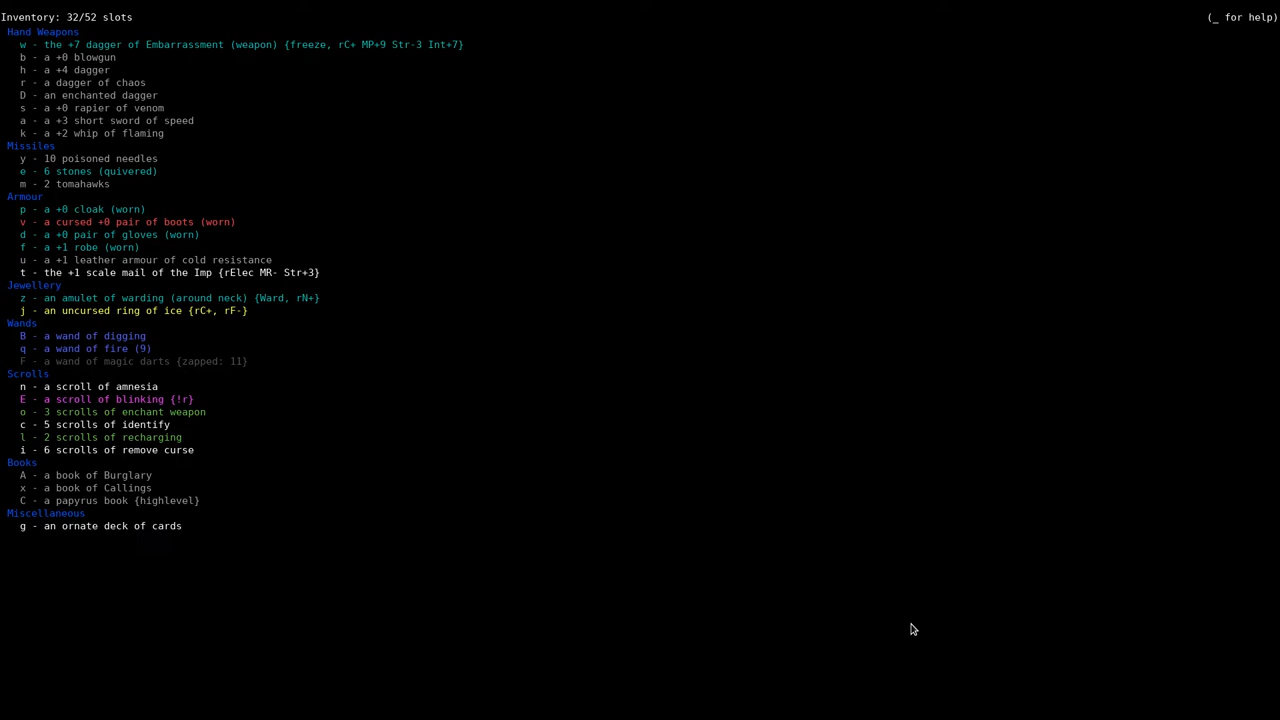 Inventory: 32/52 slots (_ for help)
Hand Weapons
w - the +7 dagger of Embarrassment (weapon) {freeze, rC+ MP+9 Str-3 Int+7}
b - a +0 blowgun
h - a +4 dagger
r - a dagger of chaos
D - an enchanted dagger
s - a +0 rapier of venom
a - a +3 short sword of speed
k - a +2 whip of flaming
Missiles
y - 10 poisoned needles
e - 6 stones (quivered)
m - 2 tomahawks
Armour
p - a +0 cloak (worn)
v - a cursed +0 pair of boots (worn)
d - a +0 pair of gloves (worn)
f - a +1 robe (worn)
u - a +1 leather armour of cold resistance
t - the +1 scale mail of the Imp {rElec MR- Str+3}
Jewellery
z - an amulet of warding (around neck) {Ward, rN+}
j - an uncursed ring of ice {rC+, rF-}
Wands
B - a wand of digging
q - a wand of fire (9)
F - a wand of magic darts {zapped: 11}
Scrolls
n - a scroll of amnesia
E - a scroll of blinking {!r}
o - 3 scrolls of enchant weapon
c - 5 scrolls of identify
l - 2 scrolls of recharging
i - 6 scrolls of remove curse
Books
A - a book of Burglary
x - a book of Callings
C - a papyrus book {highlevel}
Miscellaneous
g - an ornate deck of cards